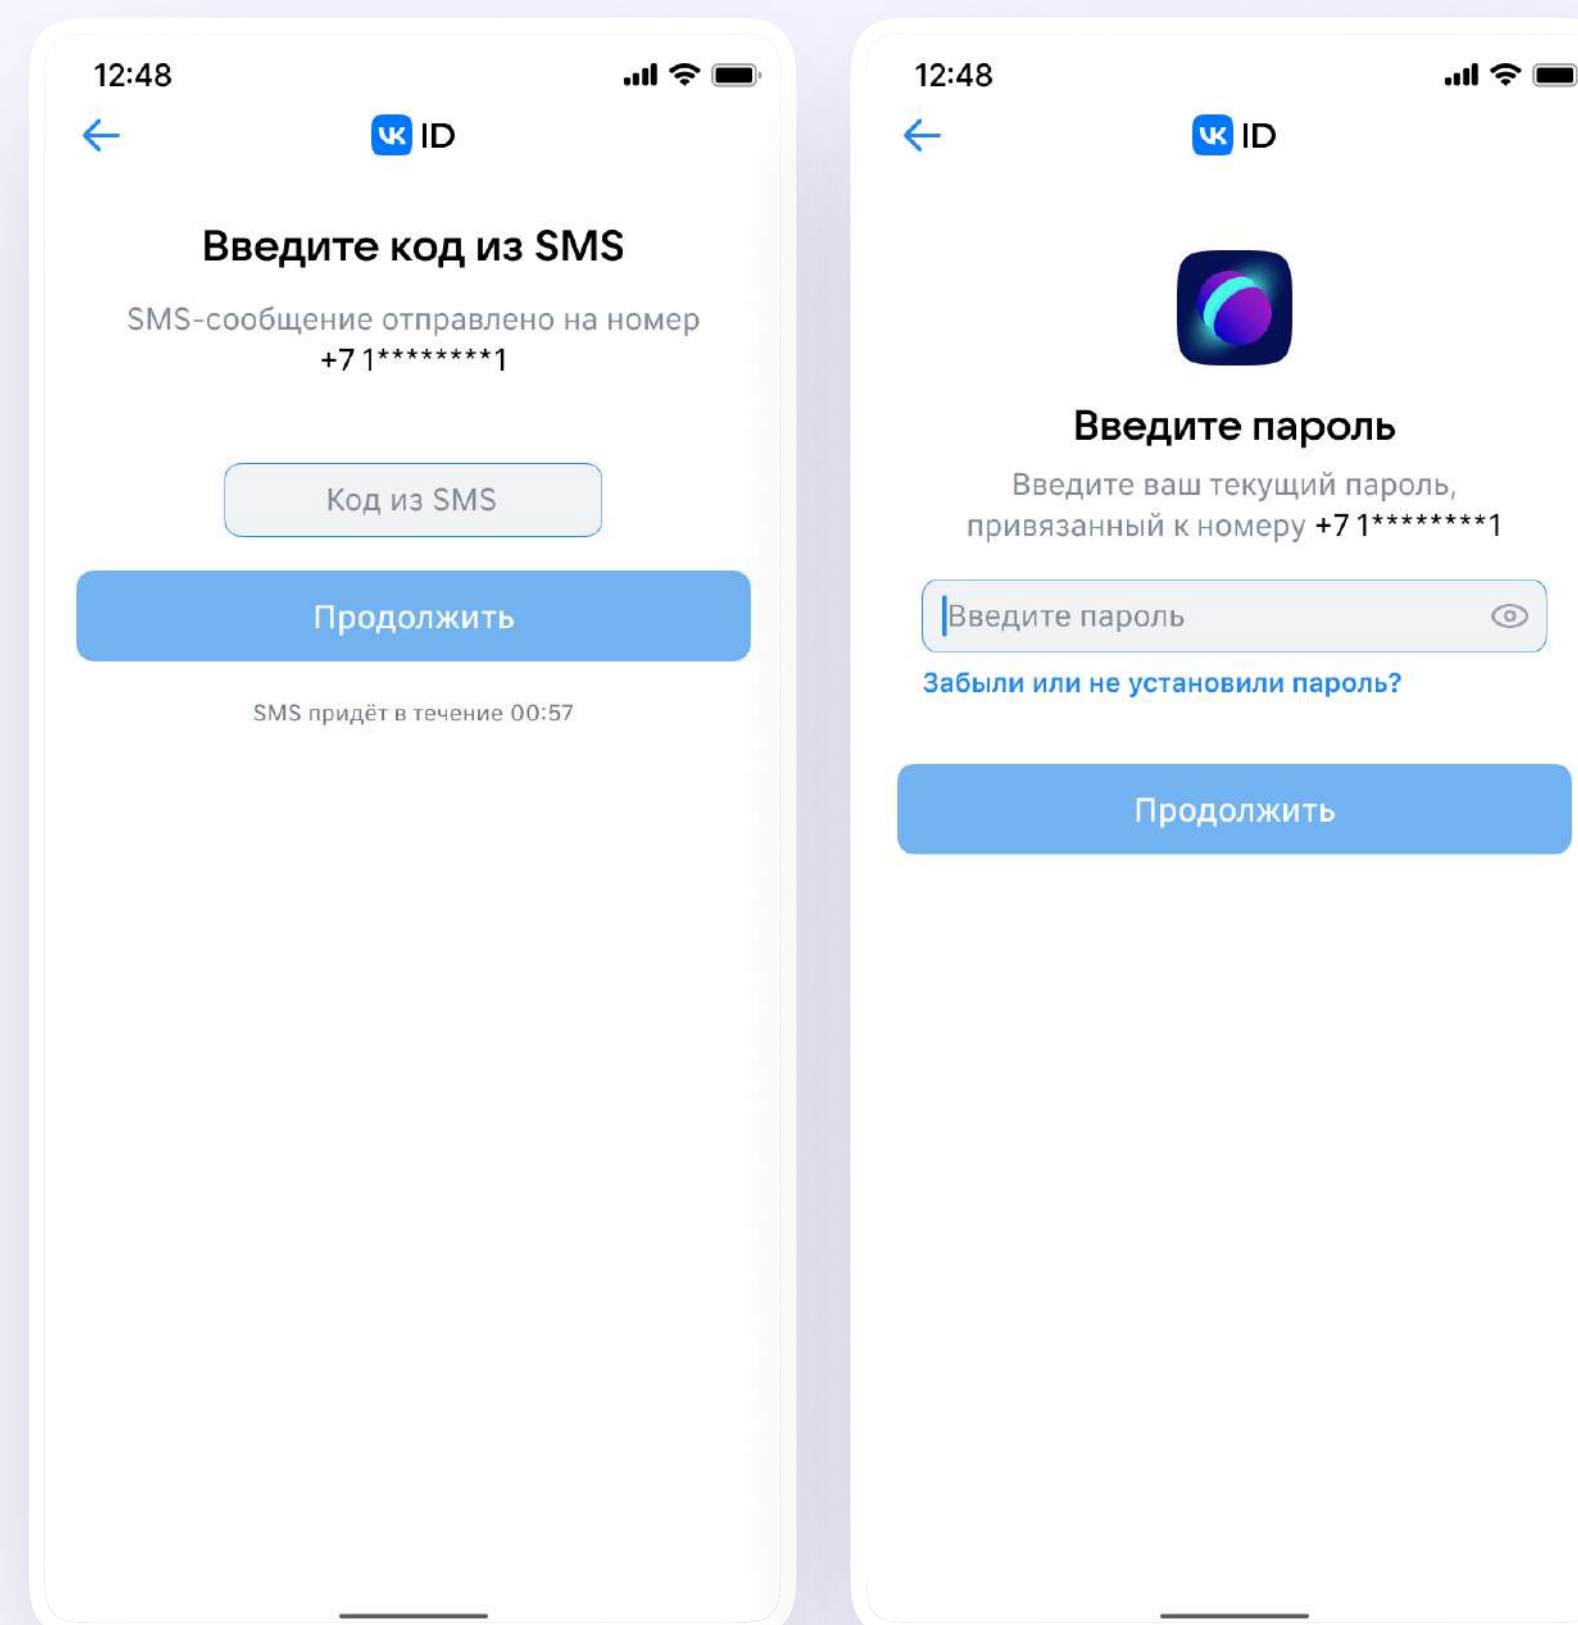 12:48
VK ID
Введите код из SMS
SMS-сообщение отправлено на номер
+7 1********1
Код из SMS
Продолжить
SMS придёт в течение 00:57
12:48
VK ID
Введите пароль
Введите ваш текущий пароль,
привязанный к номеру +7 1********1
Введите пароль
Забыли или не установили пароль?
Продолжить